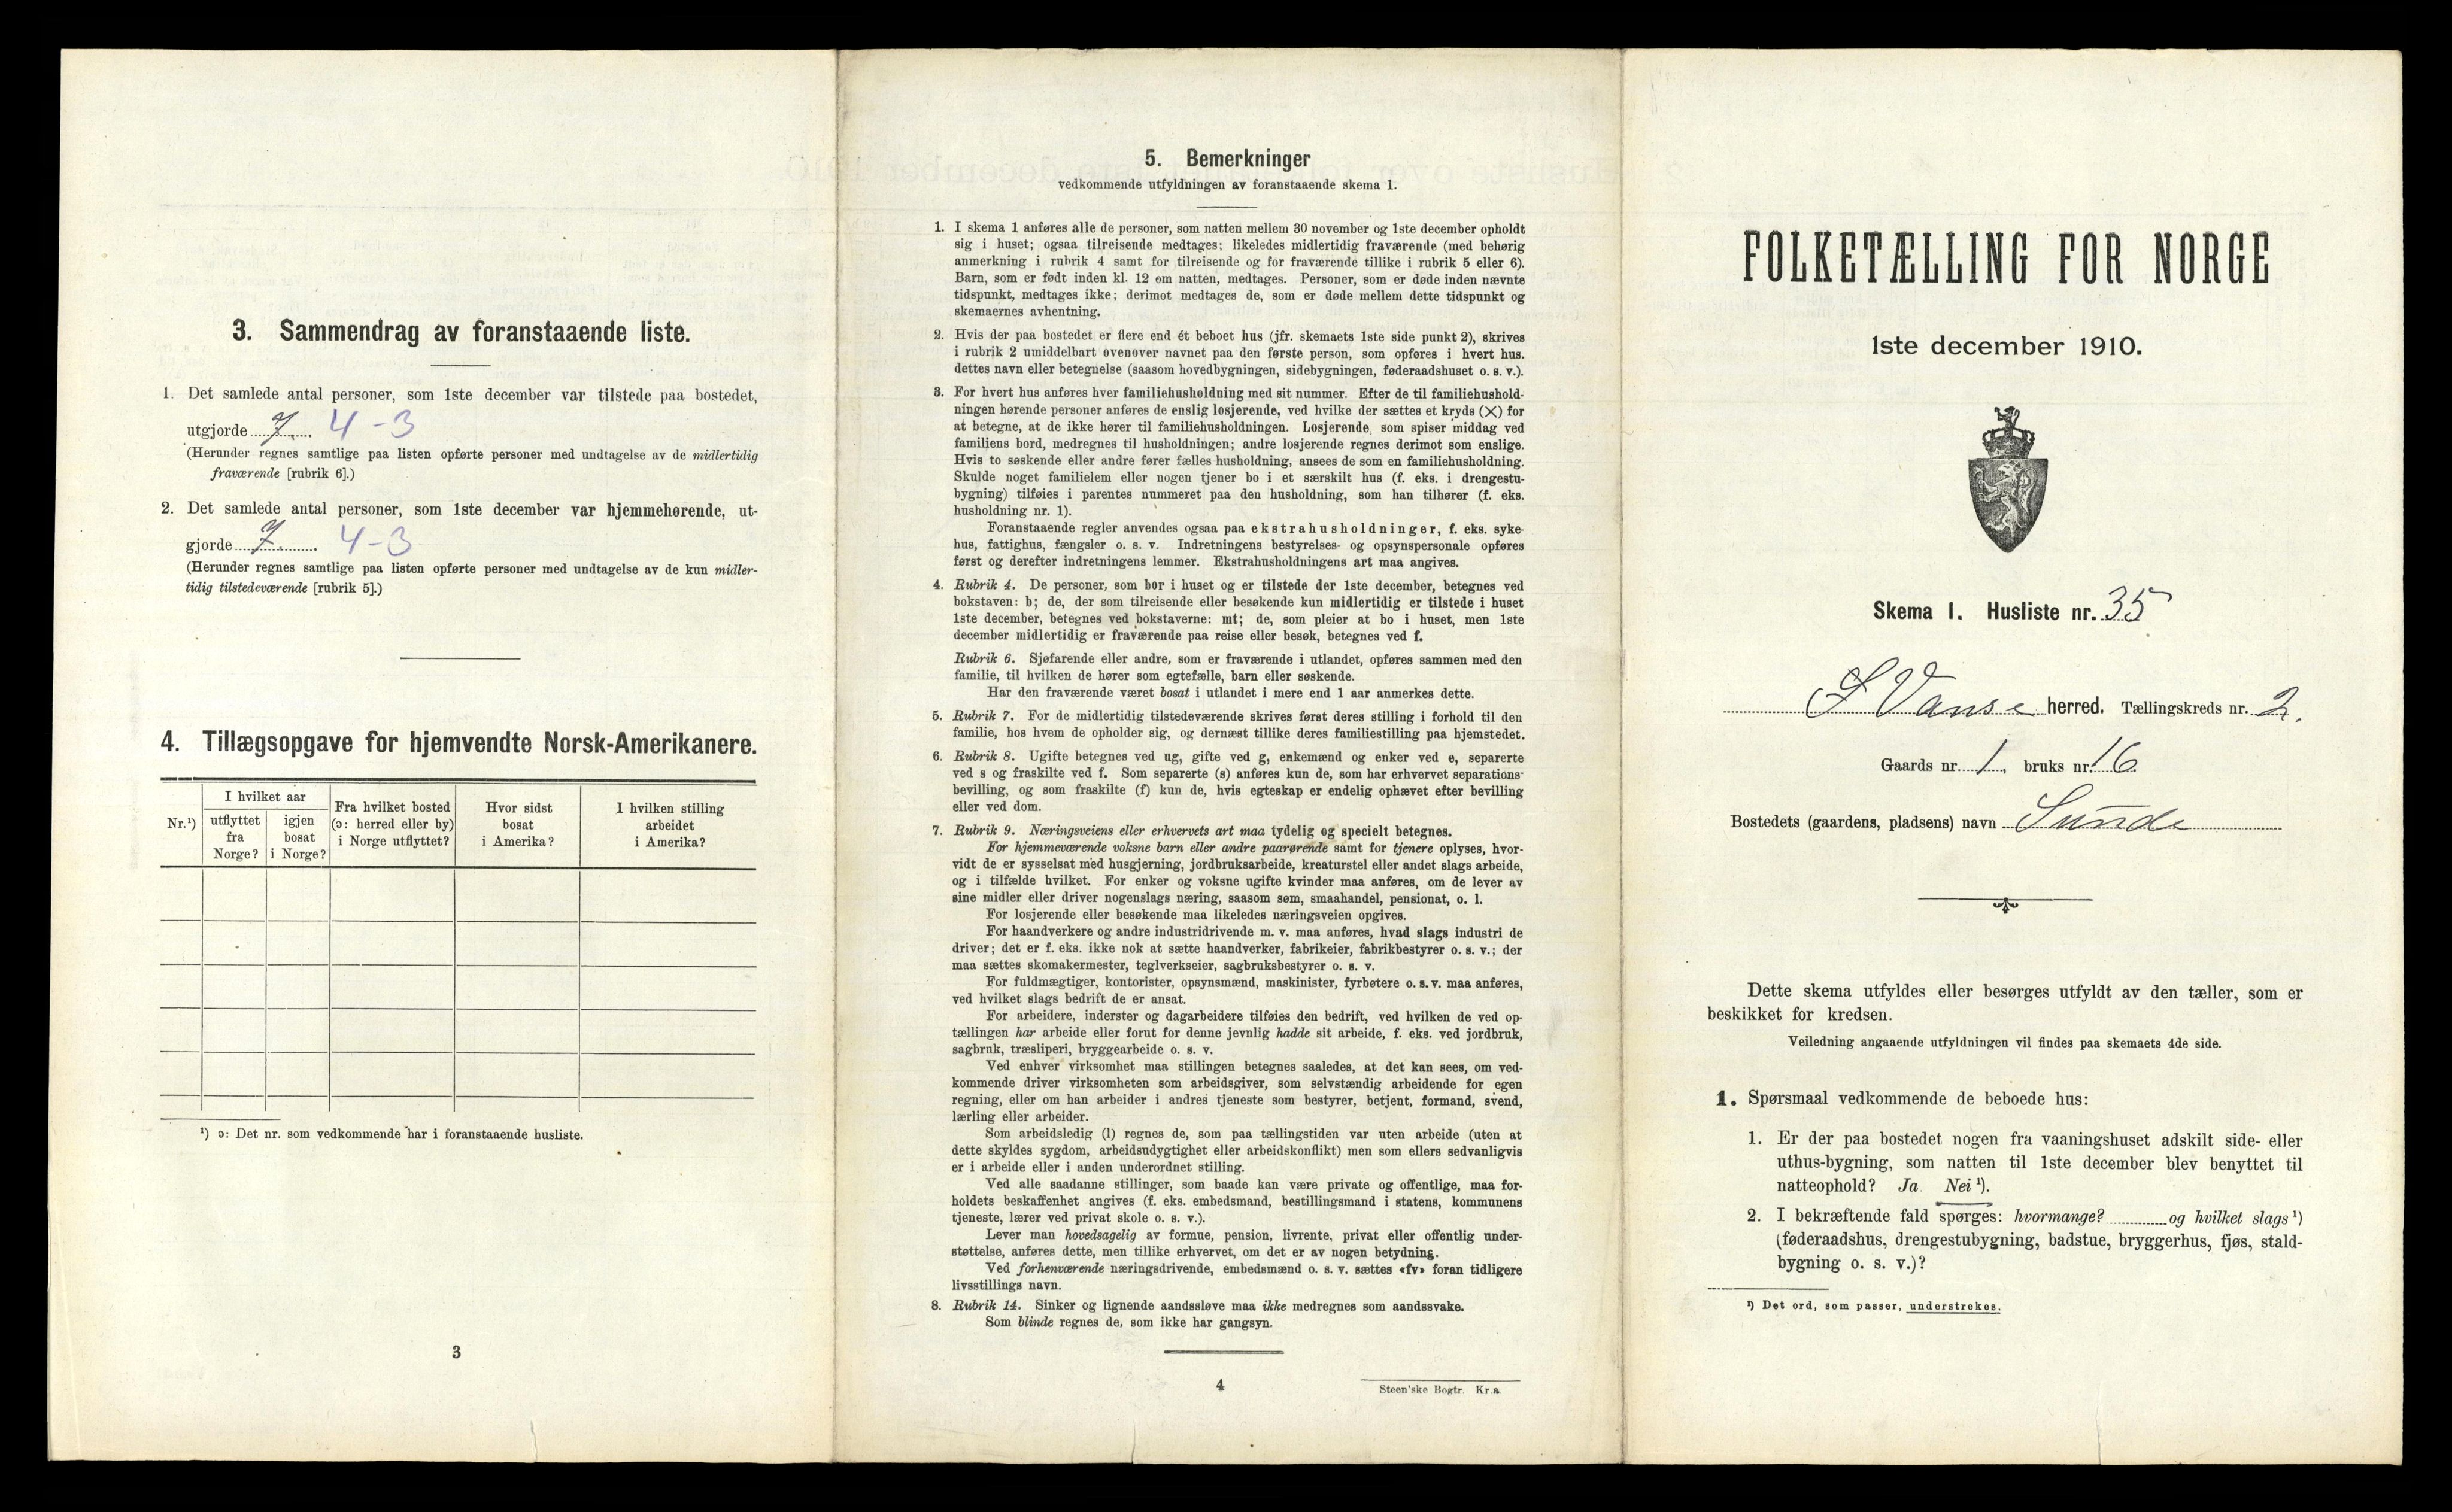 3. Sammendrag av foranstaaende liste.
1. Det samlede antal personer, som 1ste december var tilstede paa bostedet,
utgjorde 7 4-3
(Herunder regnes samtlige paa listen opførte personer med undtagelse av de midlertidig
fraværende [rubrik 6].)
2. Det samlede antal personer, som 1ste december var hjemmehørende, ut-
gjorde 7 4-3
(Herunder regnes samtlige paa listen opførte personer med undtagelse av de kun midler-
tidig tilstedeværende [rubrik 5].)
4. Tillægsopgave for hjemvendte Norsk-Amerikanere.
Nr.¹)
I hvilket aar
utflyttet
fra
Norge?
igjen
bosat
i Norge?
Fra hvilket bosted
(ɔ: herred eller by)
i Norge utflyttet?
Hvor sidst
bosat
i Amerika?
I hvilken stilling
arbeidet
i Amerika?
¹) ɔ: Det nr. som vedkommende har i foranstaaende husliste.
3
5. Bemerkninger
vedkommende utfyldningen av foranstaaende skema 1.
1. I skema 1 anføres alle de personer, som natten mellem 30 november og 1ste december opholdt
sig i huset; ogsaa tilreisende medtages; likeledes midlertidig fraværende (med behørig
anmerkning i rubrik 4 samt for tilreisende og for fraværende tillike i rubrik 5 eller 6).
Barn, som er født inden kl. 12 om natten, medtages. Personer, som er døde inden nævnte
tidspunkt, medtages ikke; derimot medtages de, som er døde mellem dette tidspunkt og
skemaernes avhentning.
2. Hvis der paa bostedet er flere end ét beboet hus (jfr. skemaets 1ste side punkt 2), skrives
i rubrik 2 umiddelbart ovenover navnet paa den første person, som opføres i hvert hus.
dettes navn eller betegnelse (saasom hovedbygningen, sidebygningen, føderaadshuset o. s. v.).
3. For hvert hus anføres hver familiehusholdning med sit nummer. Efter de til familiehushold-
ningen hørende personer anføres de enslig losjerende, ved hvilke der sættes et kryds (×) for
at betegne, at de ikke hører til familiehusholdningen. Losjerende, som spiser middag ved
familiens bord, medregnes til husholdningen; andre losjerende regnes derimot som enslige.
Hvis to søskende eller andre fører fælles husholdning, ansees de som en familiehusholdning.
Skulde noget familielem eller nogen tjener bo i et særskilt hus (f. eks. i drengestu-
bygning) tilføies i parentes nummeret paa den husholdning, som han tilhører (f. eks.
husholdning nr. 1).
Foranstaaende regler anvendes ogsaa paa ekstrahusholdninger, f. eks. syke-
hus, fattighus, fængsler o. s. v. Indretningens bestyrelses- og opsynspersonale opføres
først og derefter indretningens lemmer. Ekstrahusholdningens art maa angives.
4. Rubrik 4. De personer, som bor i huset og er tilstede der 1ste december, betegnes ved
bokstaven: b; de, der som tilreisende eller besøkende kun midlertidig er tilstede i huset
1ste december, betegnes ved bokstaverne: mt; de, som pleier at bo i huset, men 1ste
december midlertidig er fraværende paa reise eller besøk, betegnes ved f.
Rubrik 6. Sjøfarende eller andre, som er fraværende i utlandet, opføres sammen med den
familie, til hvilken de hører som egtefælle, barn eller søskende.
Har den fraværende været bosat i utlandet i mere end 1 aar anmerkes dette.
5. Rubrik 7. For de midlertidig tilstedeværende skrives først deres stilling i forhold til den
familie, hos hvem de opholder sig, og dernæst tillike deres familiestilling paa hjemstedet.
6. Rubrik 8. Ugifte betegnes ved ug, gifte ved g, enkemænd og enker ved e, separerte
ved s og fraskilte ved f. Som separerte (s) anføres kun de, som har erhvervet separations-
bevilling, og som fraskilte (f) kun de, hvis egteskap er endelig ophævet efter bevilling
eller ved dom.
7. Rubrik 9. Næringsveiens eller erhvervets art maa tydelig og specielt betegnes.
For hjemmeværende voksne barn eller andre paarørende samt for tjenere oplyses, hvor-
vidt de er sysselsat med husgjerning, jordbruksarbeide, kreaturstel eller andet slags arbeide,
og i tilfælde hvilket. For enker og voksne ugifte kvinder maa anføres, om de lever av
sine midler eller driver nogenslags næring, saasom søm, smaahandel, pensionat, o. l.
For losjerende eller besøkende maa likeledes næringsveien opgives.
For haandverkere og andre industridrivende m. v. maa anføres, hvad slags industri de
driver; det er f. eks. ikke nok at sætte haandverker, fabrikeier, fabrikbestyrer o. s. v.; der
maa sættes skomakermester, teglverkseier, sagbruksbestyrer o. s. v.
For fuldmægtiger, kontorister, opsynsmænd, maskinister, fyrbøtere o. s. v. maa anføres,
ved hvilket slags bedrift de er ansat.
For arbeidere, inderster og dagarbeidere tilføies den bedrift, ved hvilken de ved op-
tællingen har arbeide eller forut for denne jevnlig hadde sit arbeide, f. eks. ved jordbruk,
sagbruk, træsliperi, bryggearbeide o. s. v.
Ved enhver virksomhet maa stillingen betegnes saaledes, at det kan sees, om ved-
kommende driver virksomheten som arbeidsgiver, som selvstændig arbeidende for egen
regning, eller om han arbeider i andres tjeneste som bestyrer, betjent, formand, svend,
lærling eller arbeider.
Som arbeidsledig (l) regnes de, som paa tællingstiden var uten arbeide (uten at
dette skyldes sygdom, arbeidsudygtighet eller arbeidskonflikt) men som ellers sedvanligvis
er i arbeide eller i anden underordnet stilling.
Ved alle saadanne stillinger, som baade kan være private og offentlige, maa for-
holdets beskaffenhet angives (f. eks. embedsmand, bestillingsmand i statens, kommunens
tjeneste, lærer ved privat skole o. s. v.).
Lever man hovedsagelig av formue, pension, livrente, privat eller offentlig under-
støttelse, anføres dette, men tillike erhvervet, om det er av nogen betydning.
Ved forhenværende næringsdrivende, embedsmænd o. s. v. sættes «fv» foran tidligere
livsstillings navn.
8. Rubrik 14. Sinker og lignende aandssløve maa ikke medregnes som aandssvake.
Som blinde regnes de, som ikke har gangsyn.
4
Steen'ske Bogtr. Kr.a.
FOLKETÆLLING FOR NORGE
1ste december 1910.
Skema 1. Husliste nr. 35
S Vanse herred. Tællingskreds nr. 2.
Gaards nr. 1, bruks nr. 16
Bostedets (gaardens, pladsens) navn Sunde
Dette skema utfyldes eller besørges utfyldt av den tæller, som er
beskikket for kredsen.
Veiledning angaaende utfyldningen vil findes paa skemaets 4de side.
1. Spørsmaal vedkommende de beboede hus:
1. Er der paa bostedet nogen fra vaaningshuset adskilt side- eller
uthus-bygning, som natten til 1ste december blev benyttet til
natteophold? Ja Nei ¹).
2. I bekræftende fald spørges: hvormange? og hvilket slags ¹)
(føderaadshus, drengestubygning, badstue, bryggerhus, fjøs, stald-
bygning o. s. v.)?
¹) Det ord, som passer, understrekes.